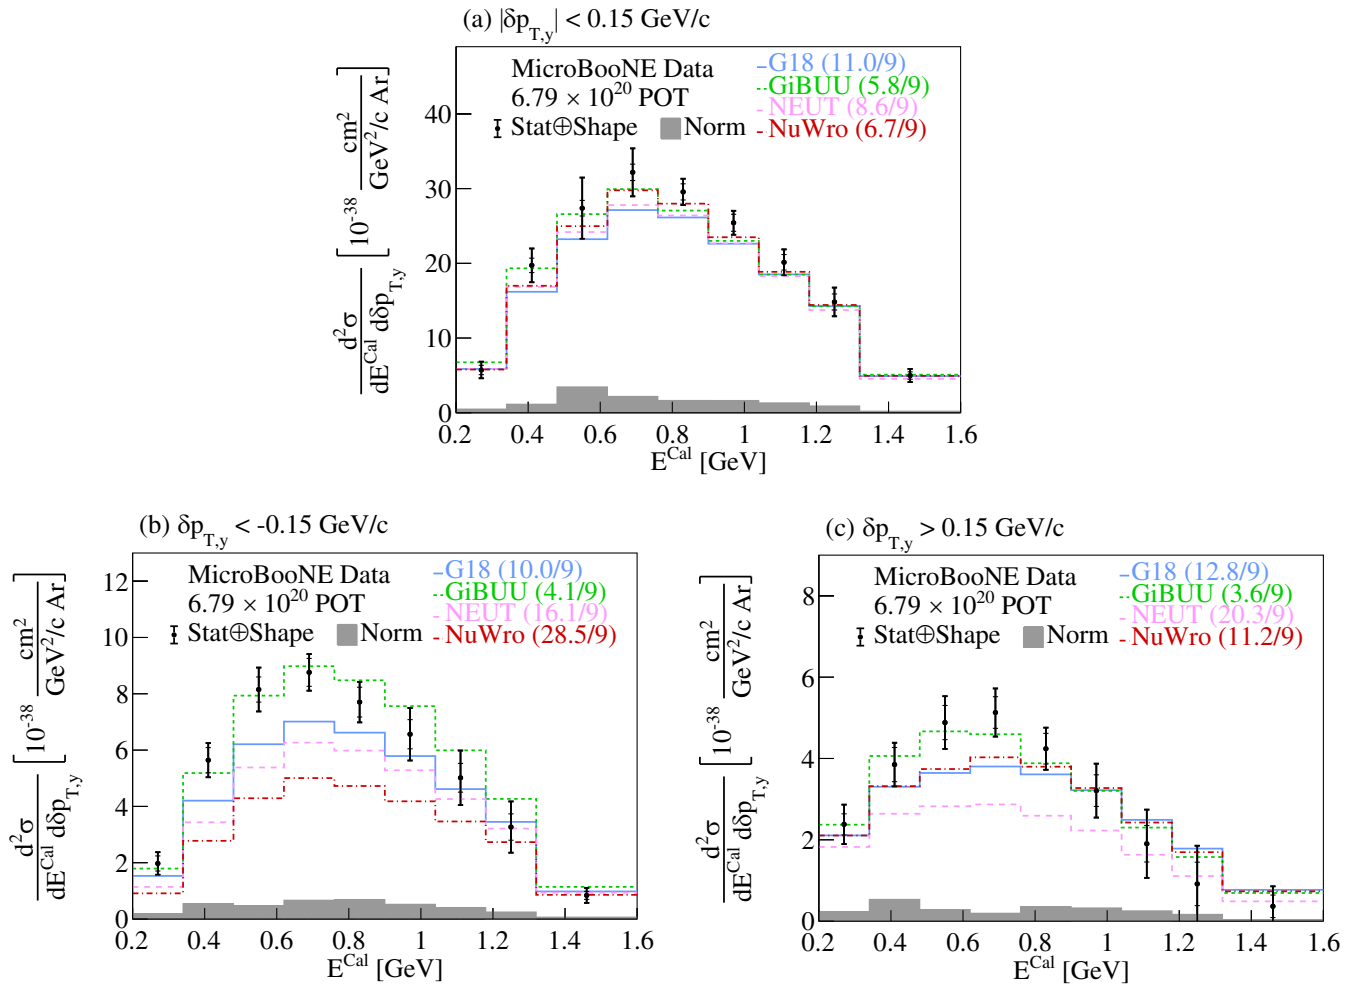 (a) |δp_T,y| < 0.15 GeV/c
MicroBooNE Data
6.79 × 10^20 POT
Stat⊕Shape Norm
G18 (11.0/9)
GiBUU (5.8/9)
NEUT (8.6/9)
NuWro (6.7/9)
d²σ / dE^Cal dδp_T,y [10^-38 cm² / GeV²/c Ar]
40
30
20
10
0
0.2 0.4 0.6 0.8 1 1.2 1.4 1.6
E^Cal [GeV]
(b) δp_T,y < -0.15 GeV/c
MicroBooNE Data
6.79 × 10^20 POT
Stat⊕Shape Norm
G18 (10.0/9)
GiBUU (4.1/9)
NEUT (16.1/9)
NuWro (28.5/9)
d²σ / dE^Cal dδp_T,y [10^-38 cm² / GeV²/c Ar]
12
10
8
6
4
2
0
0.2 0.4 0.6 0.8 1 1.2 1.4 1.6
E^Cal [GeV]
(c) δp_T,y > 0.15 GeV/c
MicroBooNE Data
6.79 × 10^20 POT
Stat⊕Shape Norm
G18 (12.8/9)
GiBUU (3.6/9)
NEUT (20.3/9)
NuWro (11.2/9)
d²σ / dE^Cal dδp_T,y [10^-38 cm² / GeV²/c Ar]
8
6
4
2
0
0.2 0.4 0.6 0.8 1 1.2 1.4 1.6
E^Cal [GeV]